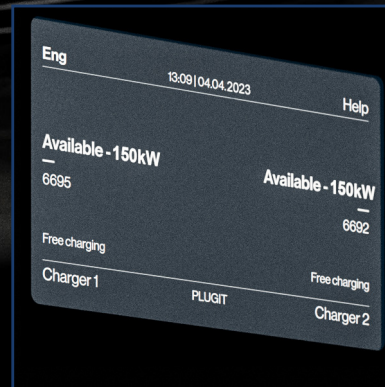 Eng
13:09 | 04.04.2023
Help
Available - 150kW
6695
Available - 150kW
6692
Free charging
Free charging
Charger 1
PLUGIT
Charger 2